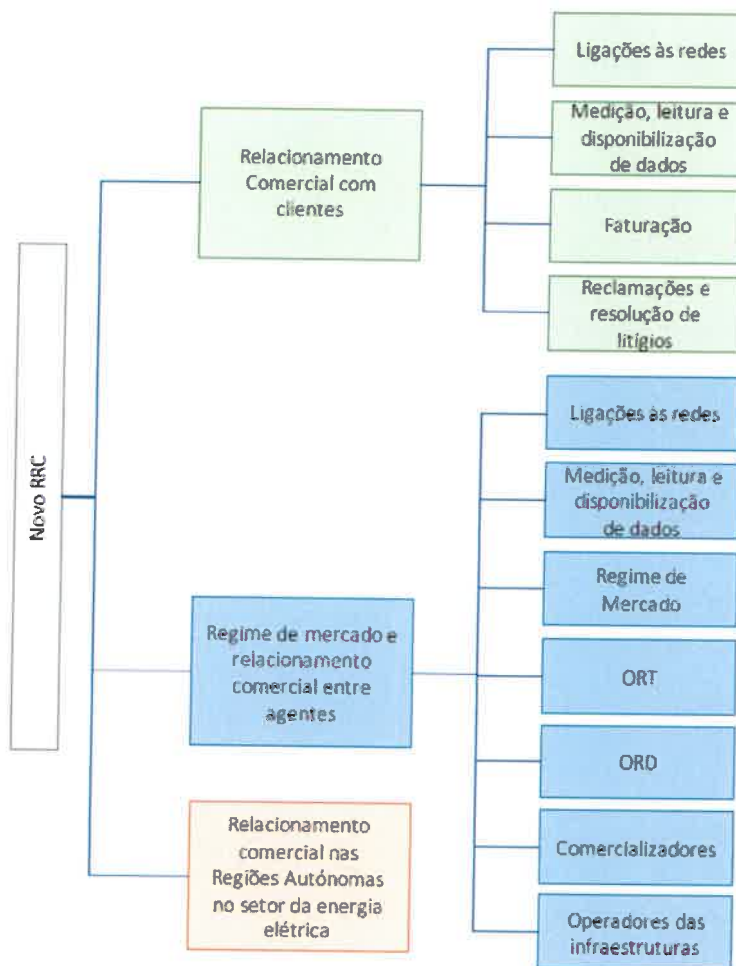 Novo RRC
Relacionamento
Comercial com
clientes
Ligações às redes
Medição, leitura e
disponibilização
de dados
Faturação
Reclamações e
resolução de
litígios
Regime de mercado e
relacionamento
comercial entre
agentes
Ligações às redes
Medição, leitura e
disponibilização
de dados
Regime de
Mercado
ORT
ORD
Comercializadores
Operadores das
infraestruturas
Relacionamento
comercial nas
Regiões Autónomas
no setor da energia
elétrica